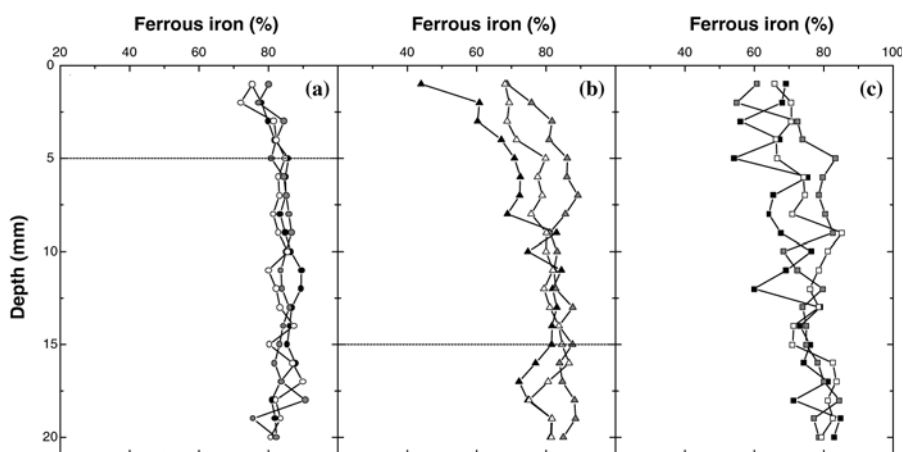 Ferrous iron (%) Ferrous iron (%) Ferrous iron (%)
20 40 60 80 40 60 80 40 60 80 100
0 (a) (b) (c)
5
10
15
20
Depth (mm)